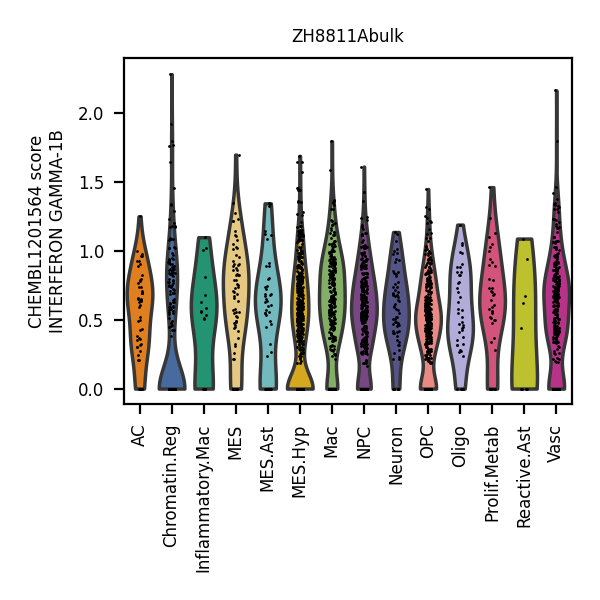 ZH8811Abulk
CHEMBL1201564 score
INTERFERON GAMMA-1B
2.0
1.5
1.0
0.5
0.0
AC
Chromatin.Reg
Inflammatory.Mac
MES
MES.Ast
MES.Hyp
Mac
NPC
Neuron
OPC
Oligo
Prolif.Metab
Reactive.Ast
Vasc